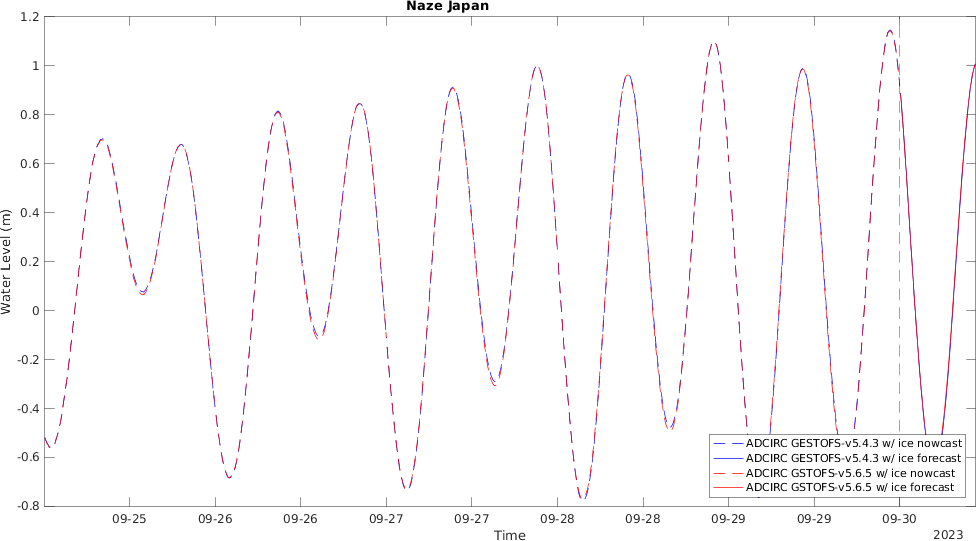 Naze Japan
1.2
1
0.8
0.6
0.4
0.2
0
-0.2
-0.4
-0.6
-0.8
Water Level (m)
ADCIRC GESTOFS-v5.4.3 w/ ice nowcast
ADCIRC GESTOFS-v5.4.3 w/ ice forecast
ADCIRC GSTOFS-v5.6.5 w/ ice nowcast
ADCIRC GSTOFS-v5.6.5 w/ ice forecast
09-25 09-26 09-26 09-27 09-27 09-28 09-28 09-29 09-29 09-30
Time
2023